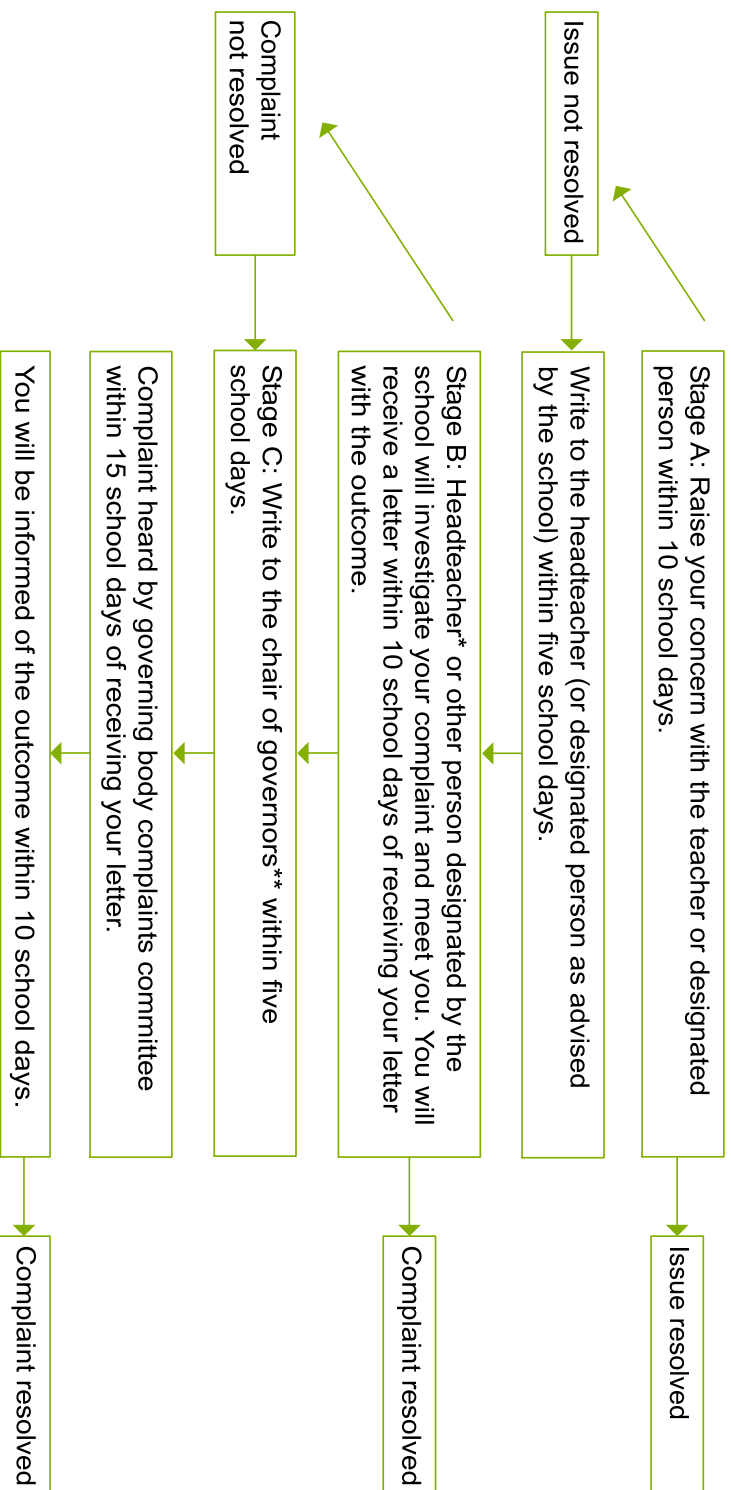 Stage A: Raise your concern with the teacher or designated
person within 10 school days.
Issue resolved
Issue not resolved
Write to the headteacher (or designated person as advised
by the school) within five school days.
Stage B: Headteacher* or other person designated by the
school will investigate your complaint and meet you. You will
receive a letter within 10 school days of receiving your letter
with the outcome.
Complaint resolved
Complaint
not resolved
Stage C: Write to the chair of governors** within five
school days.
Complaint heard by governing body complaints committee
within 15 school days of receiving your letter.
You will be informed of the outcome within 10 school days.
Complaint resolved